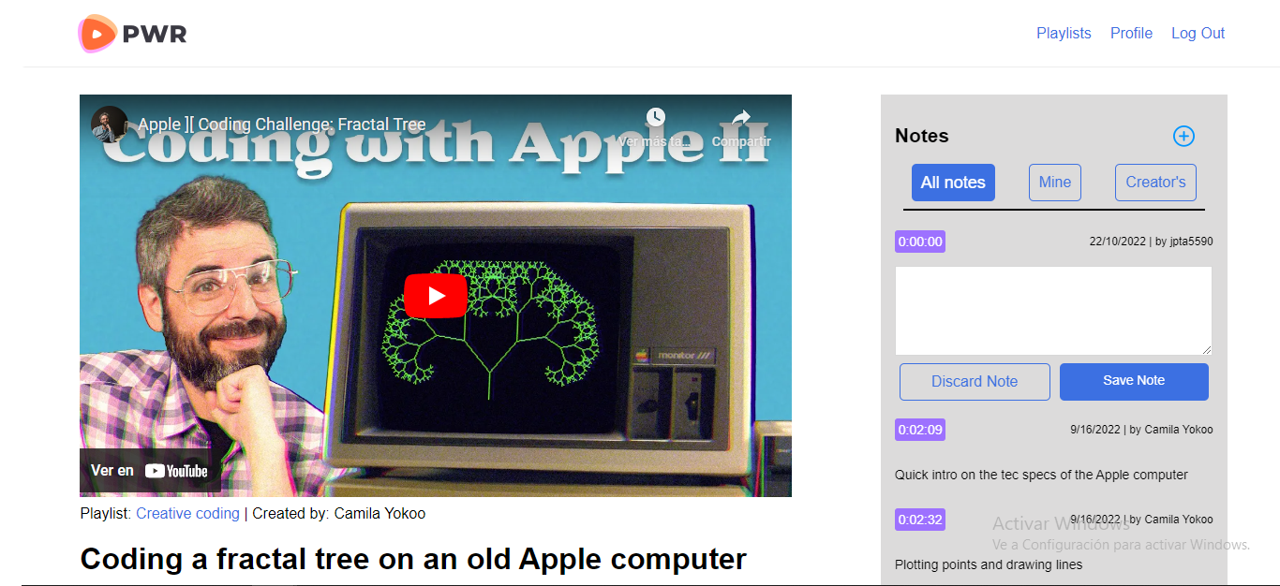 PWR
Playlists Profile Log Out
Apple ][ Coding Challenge: Fractal Tree
Coding with Apple II
Ver más ta... Compartir
monitor ///
Ver en YouTube
Playlist: Creative coding | Created by: Camila Yokoo
Coding a fractal tree on an old Apple computer
Notes
All notes Mine Creator's
0:00:00 22/10/2022 | by jpta5590
Discard Note Save Note
0:02:09 9/16/2022 | by Camila Yokoo
Quick intro on the tec specs of the Apple computer
0:02:32 9/16/2022 | by Camila Yokoo
Plotting points and drawing lines
Activar Windows
Ve a Configuración para activar Windows.